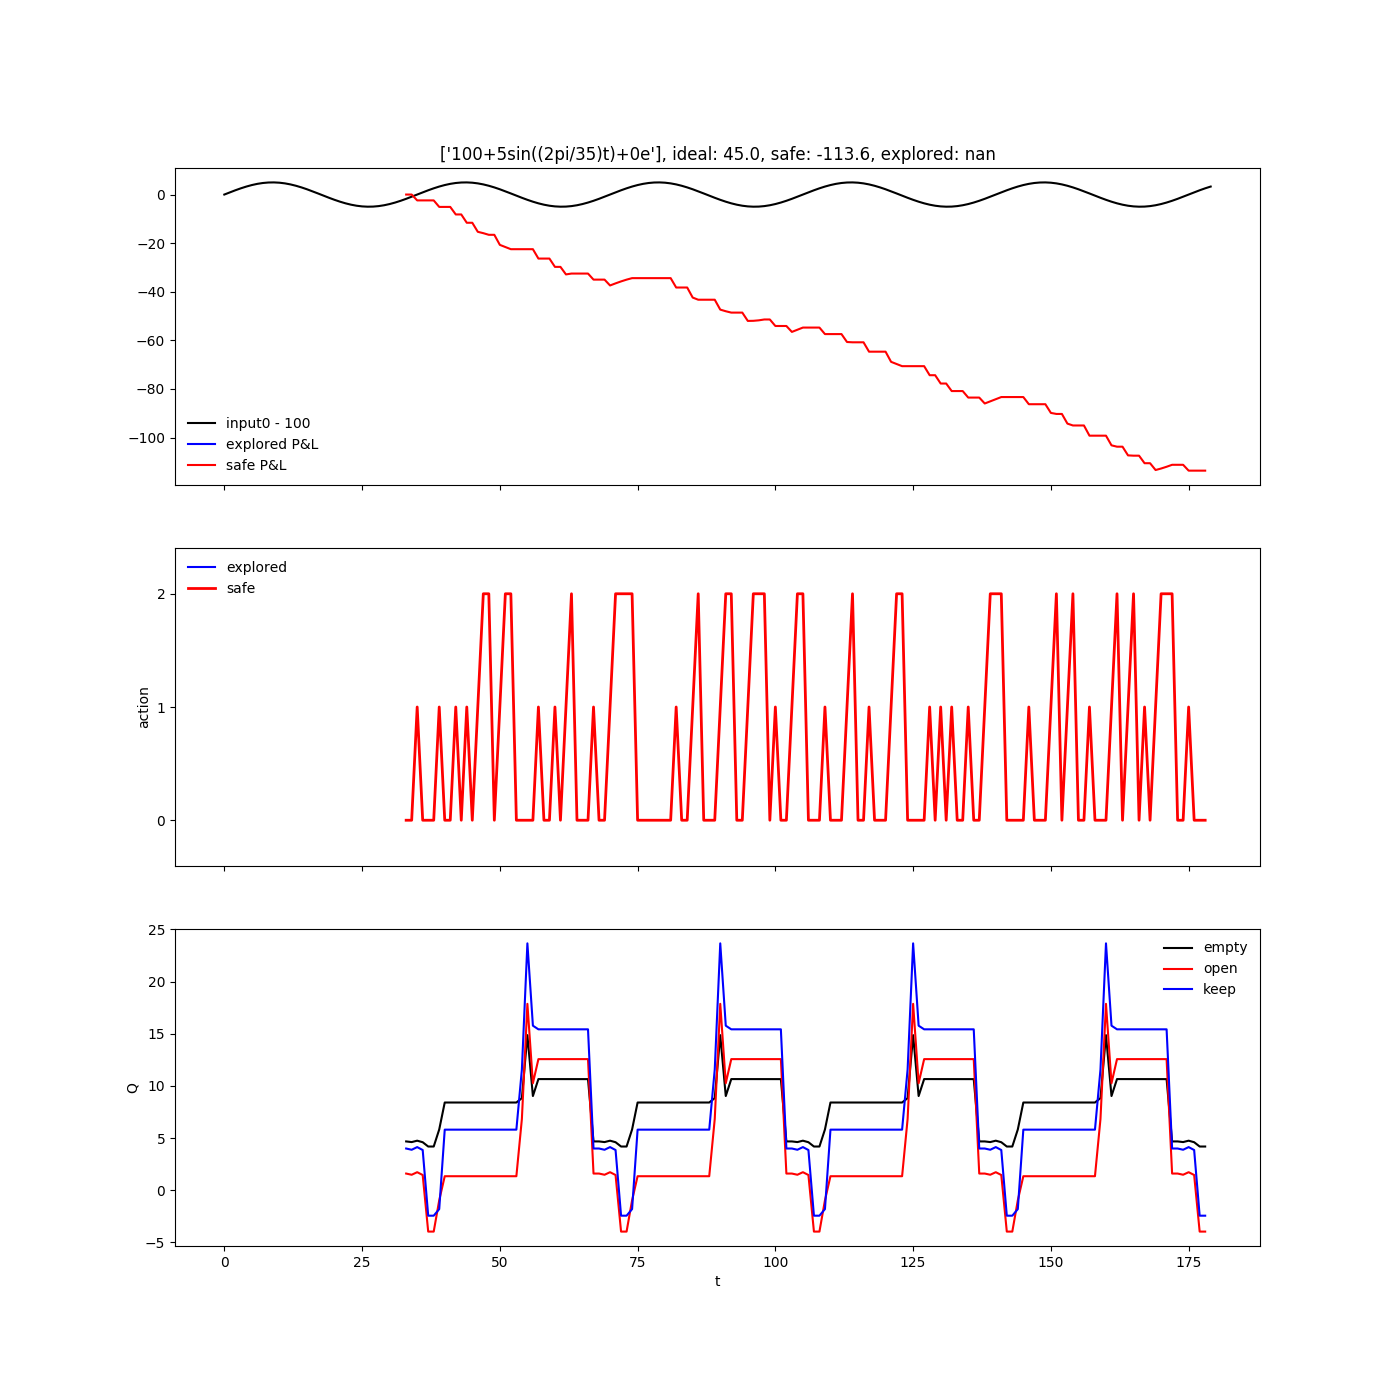 ['100+5sin((2pi/35)t)+0e'], ideal: 45.0, safe: -113.6, explored: nan
0
−20
−40
−60
−80
−100
input0 - 100
explored P&L
safe P&L
explored
safe
2
1
0
action
empty
open
keep
25
20
15
10
5
0
−5
Q
0
25
50
75
100
125
150
175
t